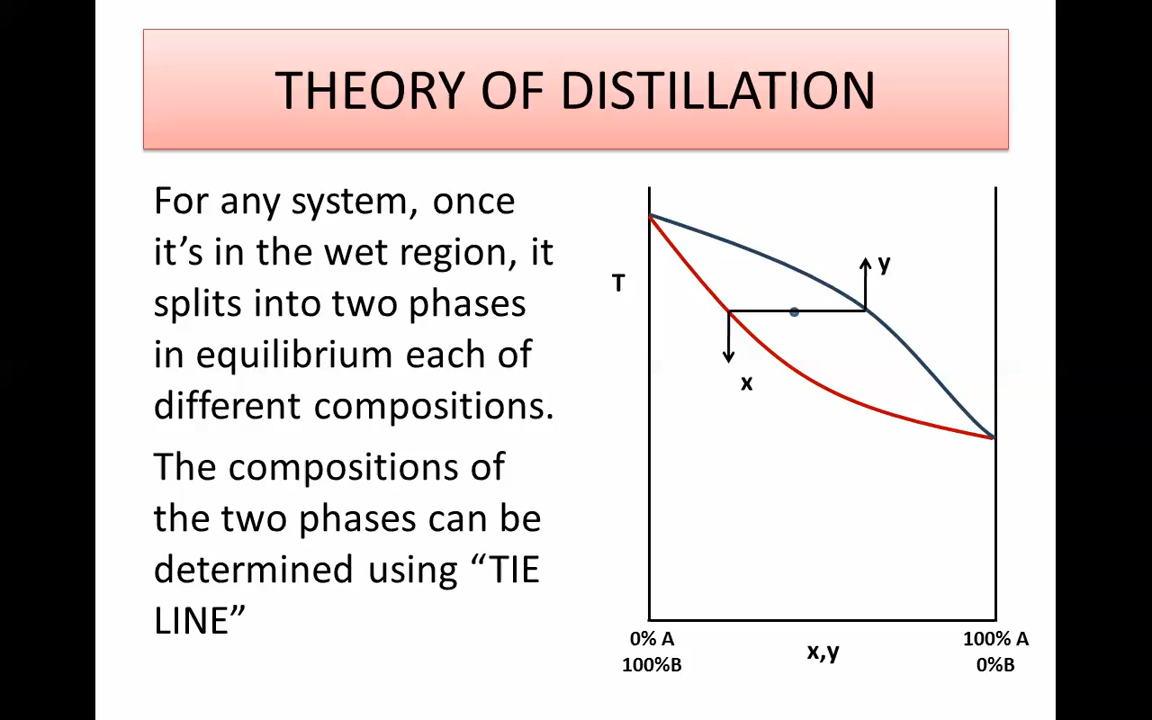 THEORY OF DISTILLATION
For any system, once
it’s in the wet region, it
splits into two phases
in equilibrium each of
different compositions.
The compositions of
the two phases can be
determined using “TIE
LINE”
T
y
x
0% A
100%B
x,y
100% A
0%B